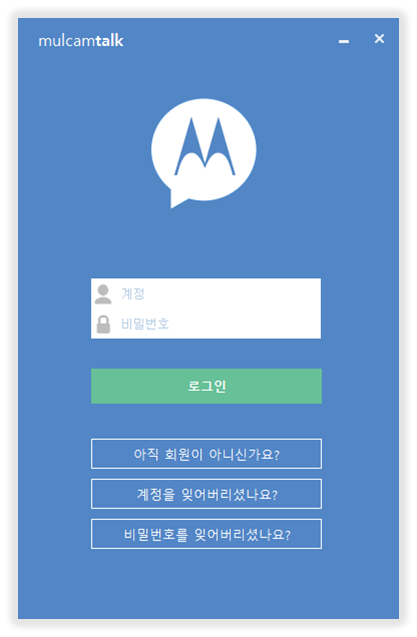 mulcamtalk
계정
비밀번호
로그인
아직 회원이 아니신가요?
계정을 잊어버리셨나요?
비밀번호를 잊어버리셨나요?